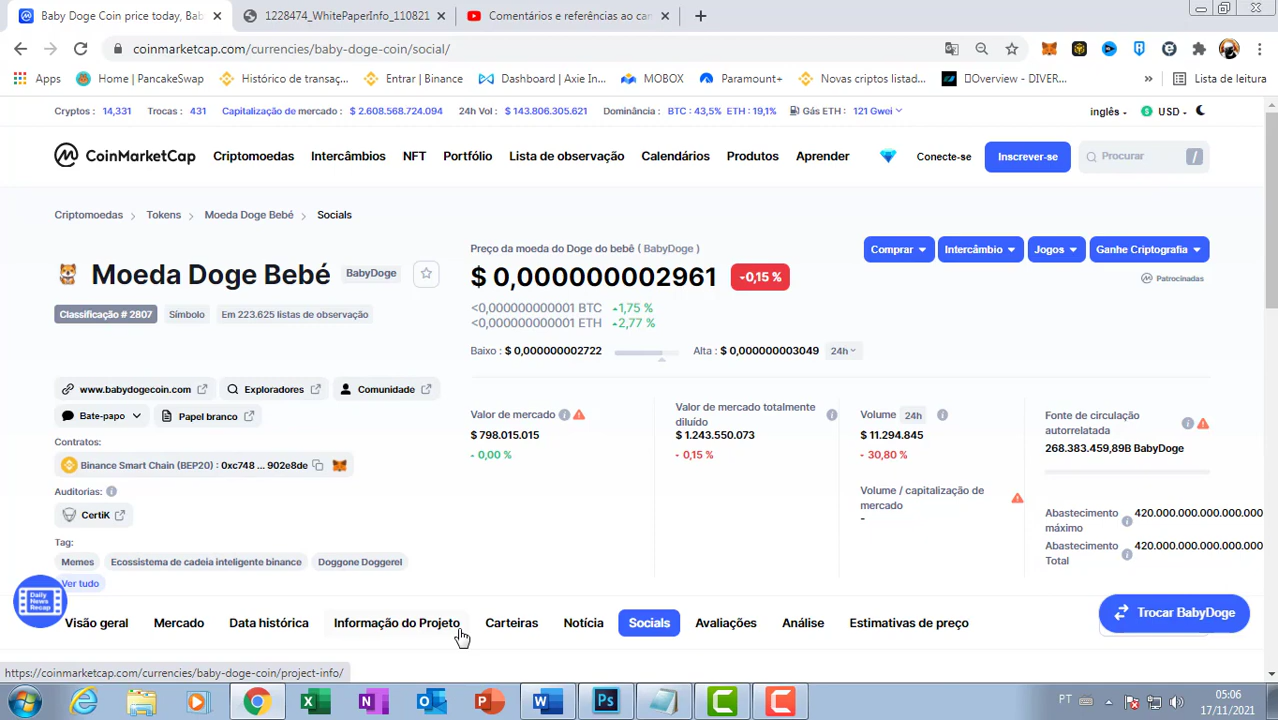 Baby Doge Coin price today, Bab
1228474_WhitePaperInfo_110821
Comentários e referências ao car
coinmarketcap.com/currencies/baby-doge-coin/social/
Apps
Home | PancakeSwap
Histórico de transaç...
Entrar | Binance
Dashboard | Axie In...
MOBOX
Paramount+
Novas criptos listad...
Overview - DIVER...
»
Lista de leitura
Cryptos : 14,331 Trocas : 431 Capitalização de mercado : $ 2.608.568.724.094 24h Vol : $ 143.806.305.621 Dominância : BTC : 43,5% ETH : 19,1% Gás ETH : 121 Gwei
inglês
USD
CoinMarketCap
Criptomoedas Intercâmbios NFT Portfólio Lista de observação Calendários Produtos Aprender
Conecte-se
Inscrever-se
Procurar /
Criptomoedas > Tokens > Moeda Doge Bebé > Socials
Moeda Doge Bebé BabyDoge
Classificação # 2807 Símbolo Em 223.625 listas de observação
Preço da moeda do Doge do bebê ( BabyDoge )
$ 0,000000002961 -0,15 %
<0,000000000001 BTC 1,75 %
<0,000000000001 ETH 2,77 %
Baixo : $ 0,000000002722 Alta : $ 0,000000003049 24h
Comprar Intercâmbio Jogos Ganhe Criptografia
Patrocinadas
www.babydogecoin.com Exploradores Comunidade
Bate-papo Papel branco
Contratos:
Binance Smart Chain (BEP20) : 0xc748 ... 902e8de
Auditorias:
CertiK
Tag:
Memes Ecossistema de cadeia inteligente binance Doggone Doggerel
Ver tudo
Valor de mercado
$ 798.015.015
- 0,00 %
Valor de mercado totalmente
diluído
$ 1.243.550.073
- 0,15 %
Volume 24h
$ 11.294.845
- 30,80 %
Volume / capitalização de
mercado
-
Fonte de circulação
autorrelatada
268.383.459,89B BabyDoge
Abastecimento 420.000.000.000.000.000
máximo
Abastecimento 420.000.000.000.000.000
Total
Daily
News
Recap
Visão geral Mercado Data histórica Informação do Projeto Carteiras Notícia Socials Avaliações Análise Estimativas de preço
Trocar BabyDoge
https://coinmarketcap.com/currencies/baby-doge-coin/project-info/
PT
05:06
17/11/2021